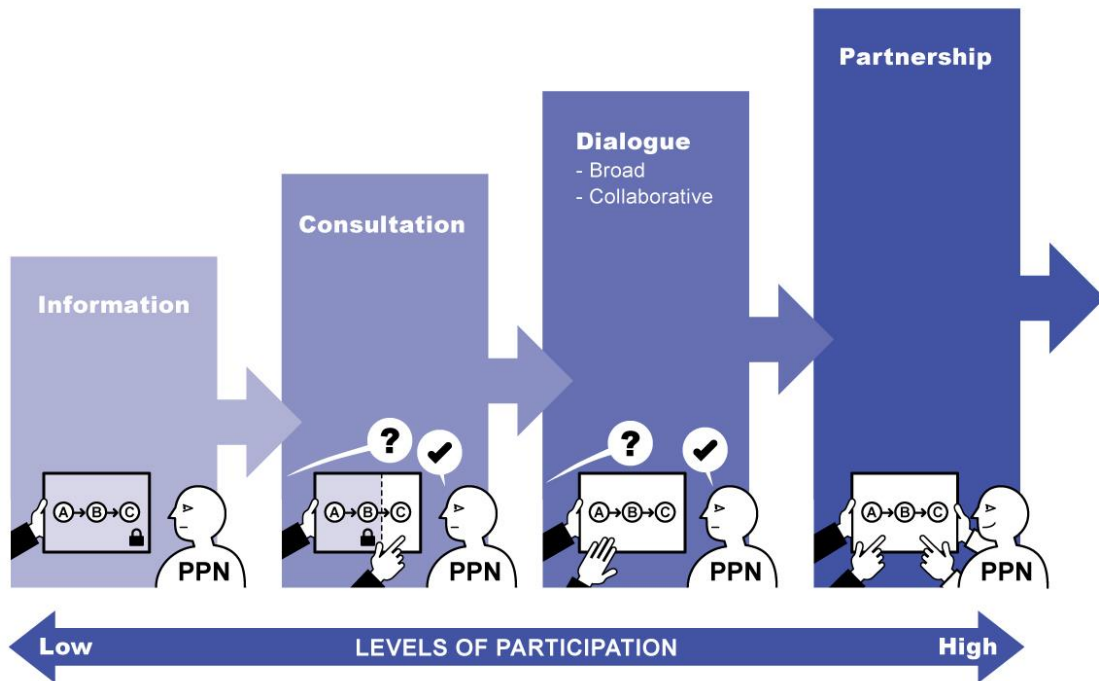 Partnership
Dialogue
- Broad
- Collaborative
Consultation
Information
?
?
A B C
PPN
A B C
PPN
A B C
PPN
A B C
PPN
Low
LEVELS OF PARTICIPATION
High